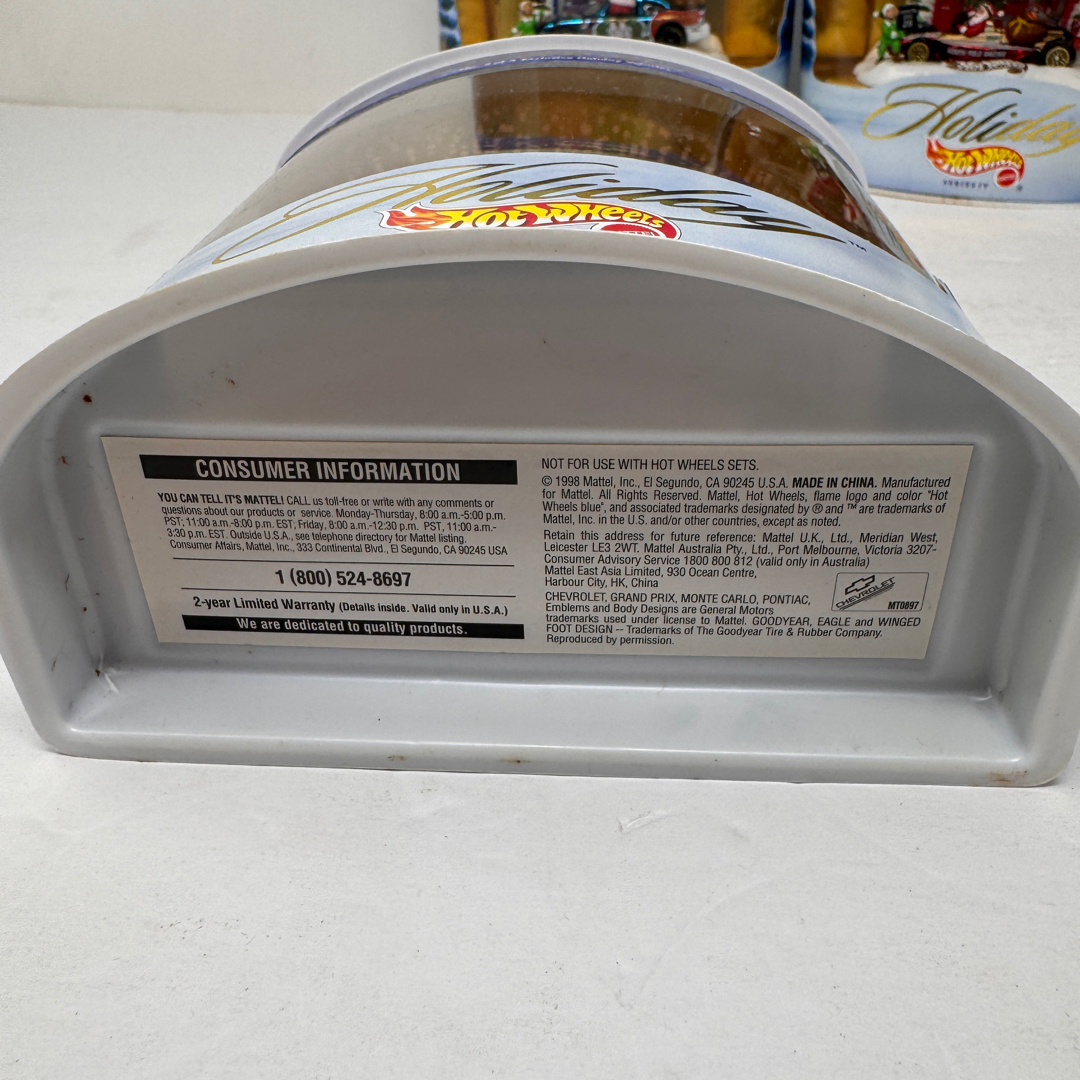 Holiday
HOT WHEELS
SERIES IV
Holiday™
HOT WHEELS
CONSUMER INFORMATION
YOU CAN TELL IT'S MATTEL! CALL us toll-free or write with any comments or
questions about our products or service. Monday-Thursday, 8:00 a.m.-5:00 p.m.
PST; 11:00 a.m.-8:00 p.m. EST; Friday, 8:00 a.m.-12:30 p.m. PST, 11:00 a.m.-
3:30 p.m. EST. Outside U.S.A., see telephone directory for Mattel listing.
Consumer Affairs, Mattel, Inc., 333 Continental Blvd., El Segundo, CA 90245 USA
1 (800) 524-8697
2-year Limited Warranty (Details inside. Valid only in U.S.A.)
We are dedicated to quality products.
NOT FOR USE WITH HOT WHEELS SETS.
© 1998 Mattel, Inc., El Segundo, CA 90245 U.S.A. MADE IN CHINA. Manufactured
for Mattel. All Rights Reserved. Mattel, Hot Wheels, flame logo and color "Hot
Wheels blue", and associated trademarks designated by ® and ™ are trademarks of
Mattel, Inc. in the U.S. and/or other countries, except as noted.
Retain this address for future reference: Mattel U.K., Ltd., Meridian West,
Leicester LE3 2WT. Mattel Australia Pty., Ltd., Port Melbourne, Victoria 3207-
Consumer Advisory Service 1800 800 812 (valid only in Australia)
Mattel East Asia Limited, 930 Ocean Centre,
Harbour City, HK, China
CHEVROLET, GRAND PRIX, MONTE CARLO, PONTIAC,
Emblems and Body Designs are General Motors
trademarks used under license to Mattel. GOODYEAR, EAGLE and WINGED
FOOT DESIGN -- Trademarks of The Goodyear Tire & Rubber Company.
Reproduced by permission.
CHEVROLET
MT0897